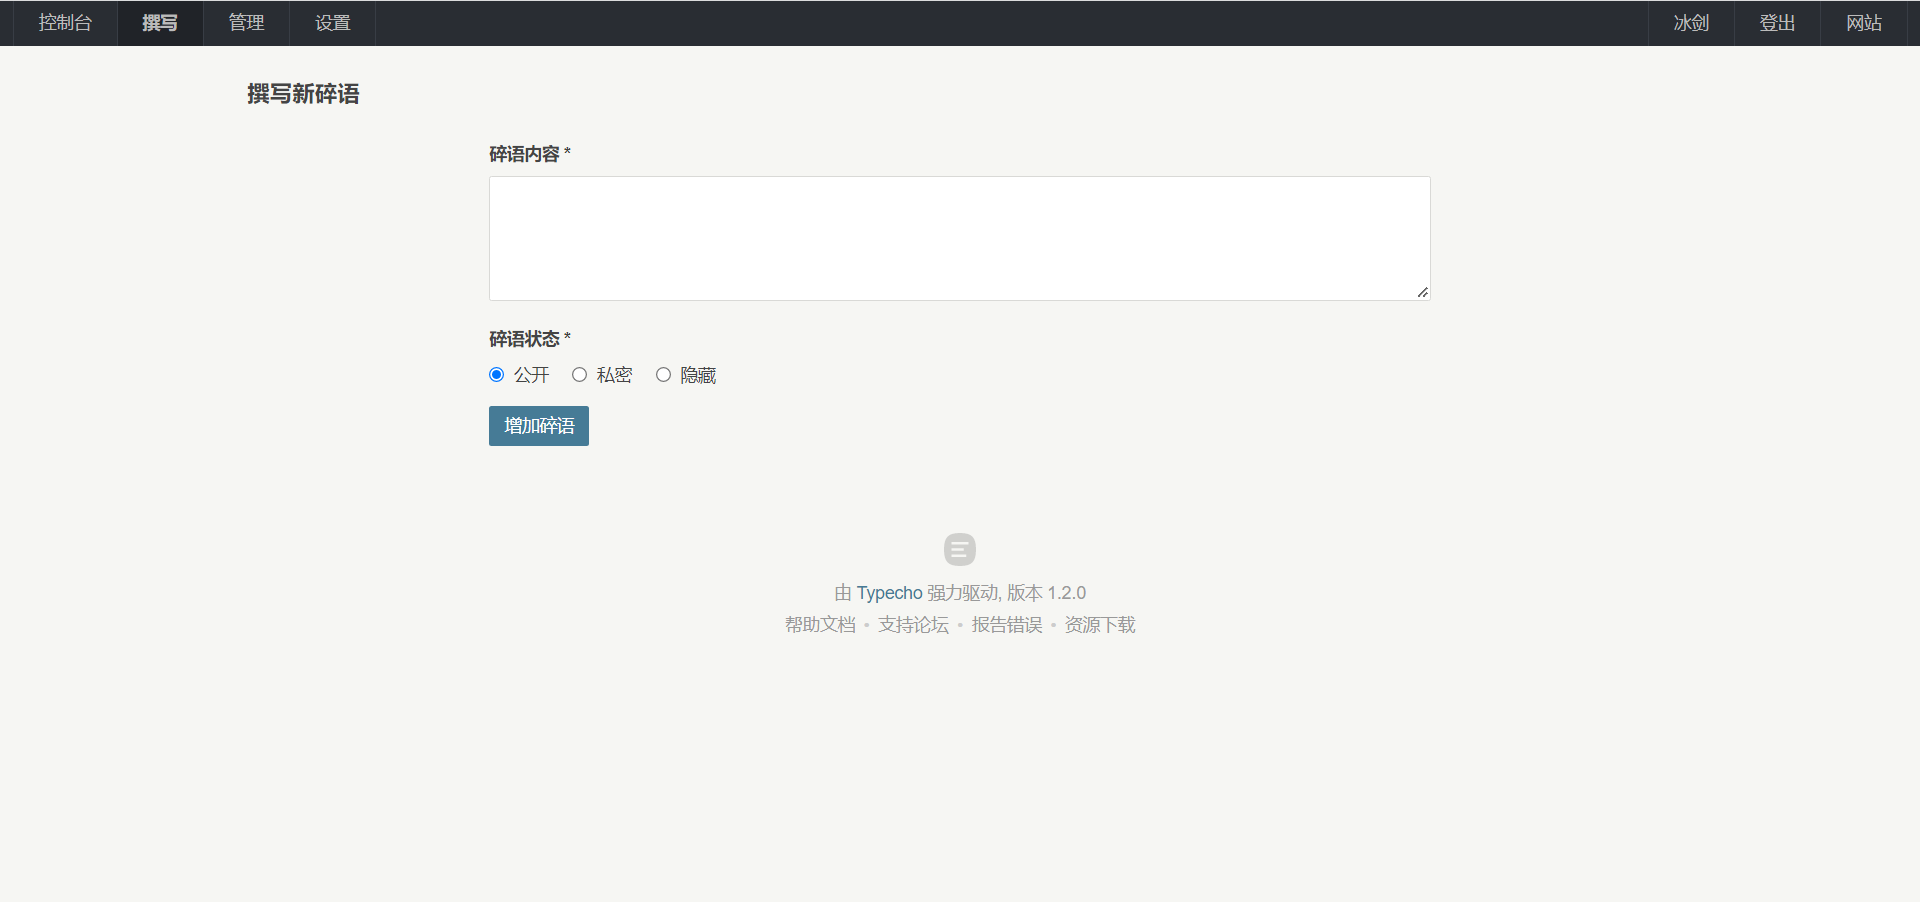 控制台 撰写 管理 设置 冰剑 登出 网站
撰写新碎语
碎语内容 *
碎语状态 *
公开 私密 隐藏
增加碎语
由 Typecho 强力驱动, 版本 1.2.0
帮助文档 • 支持论坛 • 报告错误 • 资源下载